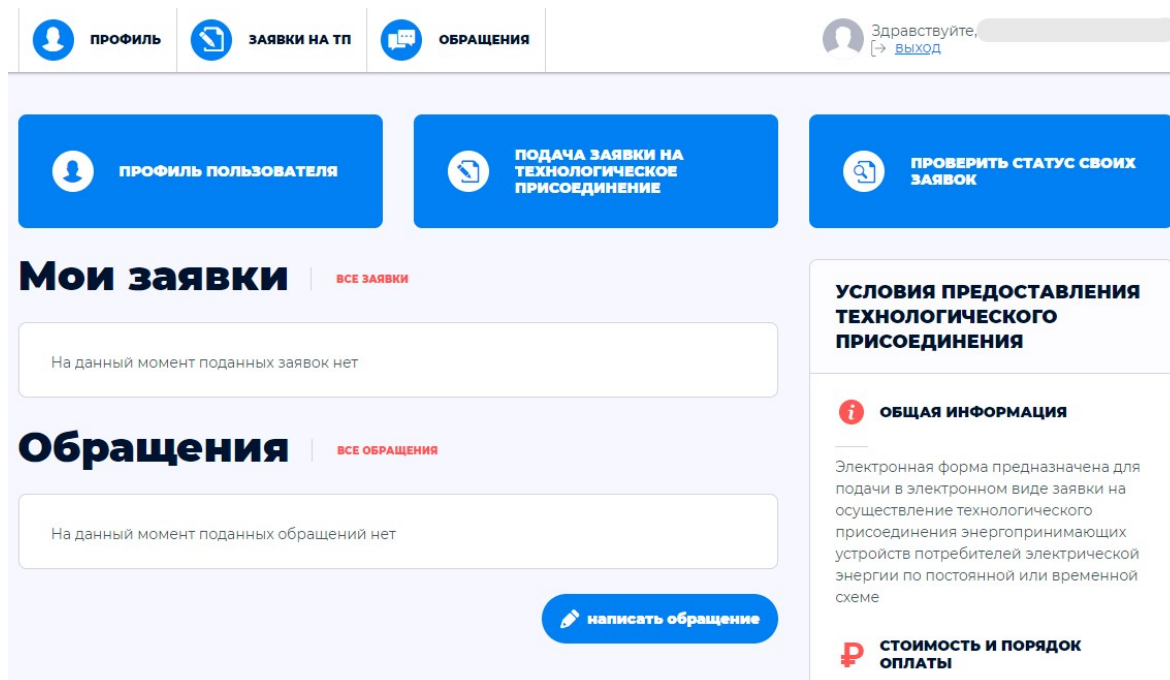 ПРОФИЛЬ
ЗАЯВКИ НА ТП
ОБРАЩЕНИЯ
Здравствуйте,
выход
ПРОФИЛЬ ПОЛЬЗОВАТЕЛЯ
ПОДАЧА ЗАЯВКИ НА
ТЕХНОЛОГИЧЕСКОЕ
ПРИСОЕДИНЕНИЕ
ПРОВЕРИТЬ СТАТУС СВОИХ
ЗАЯВОК
Мои заявки
ВСЕ ЗАЯВКИ
На данный момент поданных заявок нет
Обращения
ВСЕ ОБРАЩЕНИЯ
На данный момент поданных обращений нет
написать обращение
УСЛОВИЯ ПРЕДОСТАВЛЕНИЯ
ТЕХНОЛОГИЧЕСКОГО
ПРИСОЕДИНЕНИЯ
ОБЩАЯ ИНФОРМАЦИЯ
Электронная форма предназначена для
подачи в электронном виде заявки на
осуществление технологического
присоединения энергопринимающих
устройств потребителей электрической
энергии по постоянной или временной
схеме
СТОИМОСТЬ И ПОРЯДОК
ОПЛАТЫ